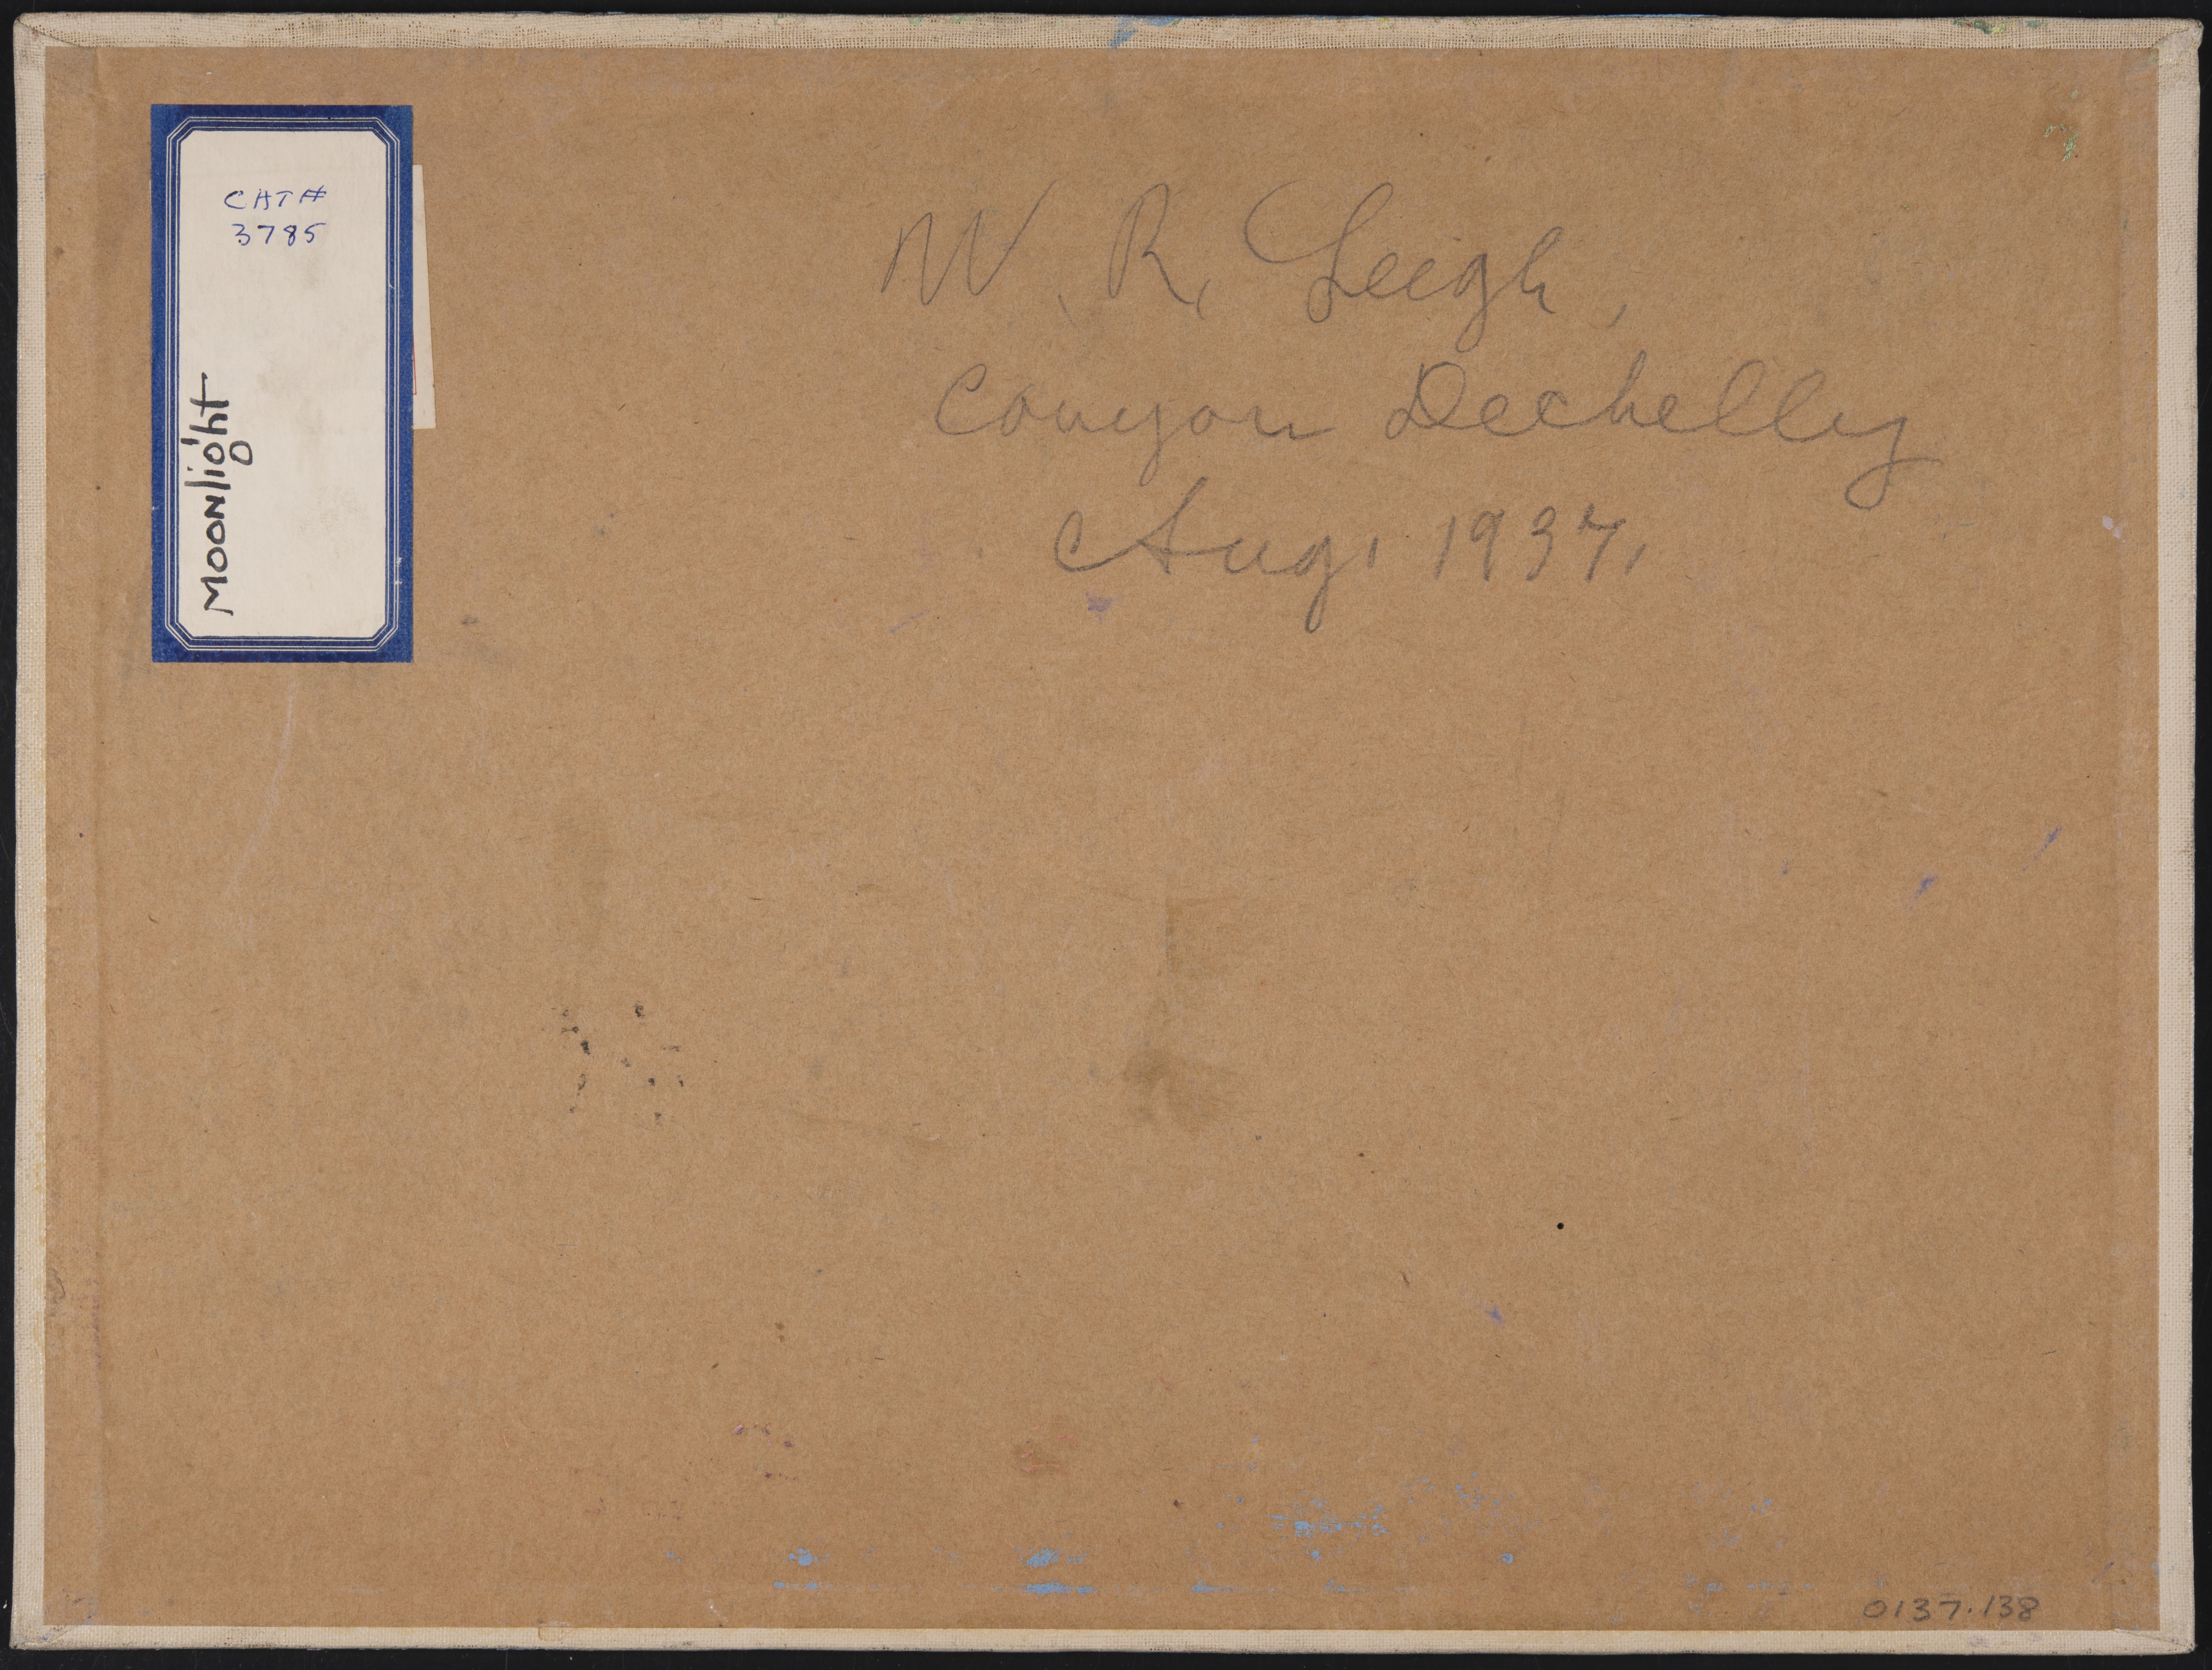 CAT#
3785
Moonlight
W. R. Leigh,
Canyon Dechelly
Aug. 1937.
0137.138